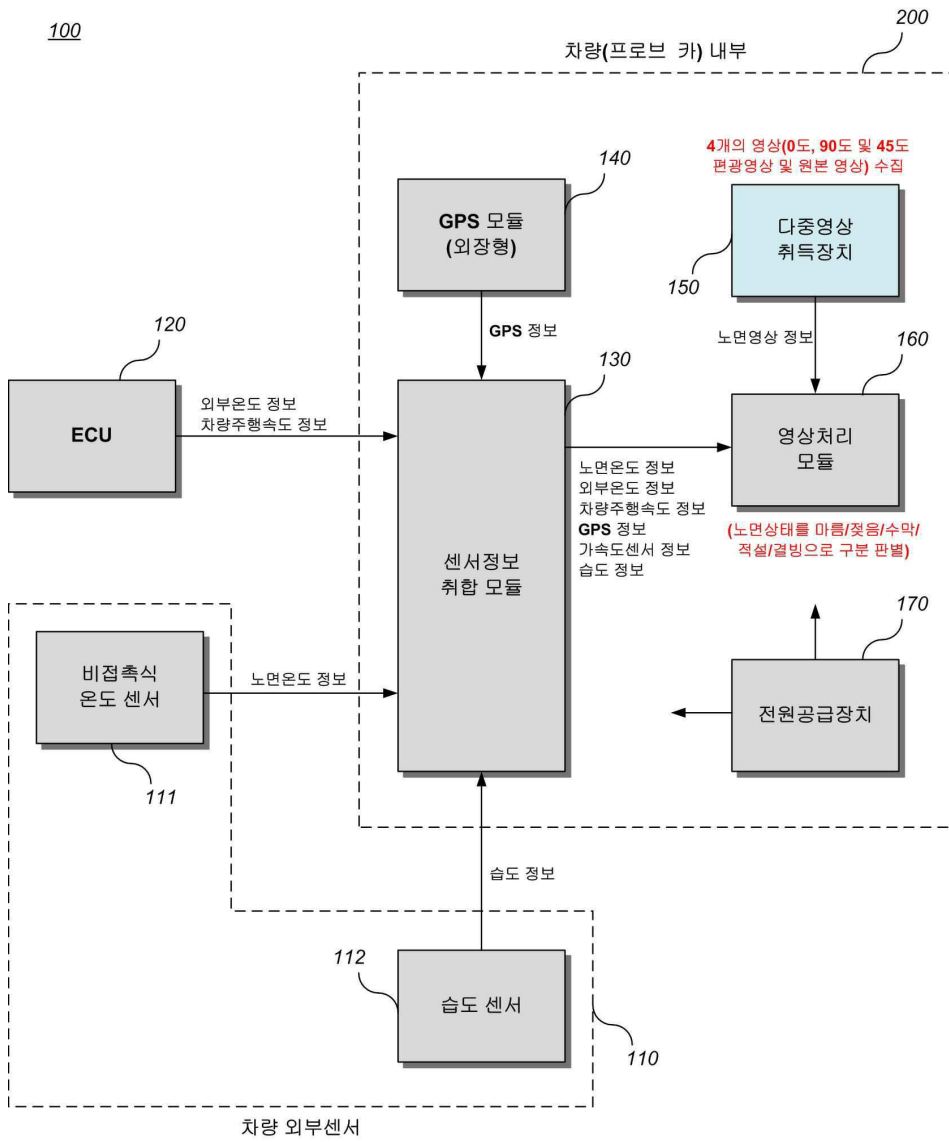 100
200
차량(프로브 카) 내부
4개의 영상(0도, 90도 및 45도
편광영상 및 원본 영상) 수집
140
GPS 모듈
(외장형)
다중영상
취득장치
150
GPS 정보
노면영상 정보
120
130
160
ECU
외부온도 정보
차량주행속도 정보
영상처리
모듈
노면온도 정보
외부온도 정보
차량주행속도 정보
GPS 정보
가속도센서 정보
습도 정보
(노면상태를 마름/젖음/수막/
적설/결빙으로 구분 판별)
센서정보
취합 모듈
170
비접촉식
온도 센서
노면온도 정보
전원공급장치
111
습도 정보
112
습도 센서
110
차량 외부센서